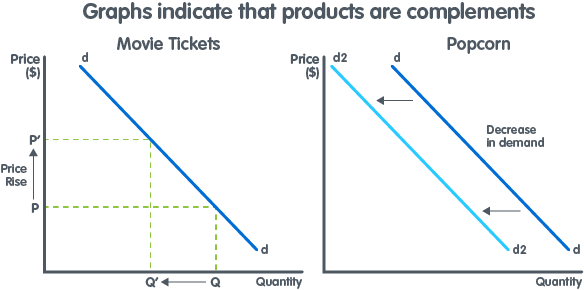 Graphs indicate that products are complements
Movie Tickets
Price
($)
d
P'
Price
Rise
P
d
Q'
Q
Quantity
Popcorn
Price
($)
d2
d
Decrease
in demand
d2
d
Quantity